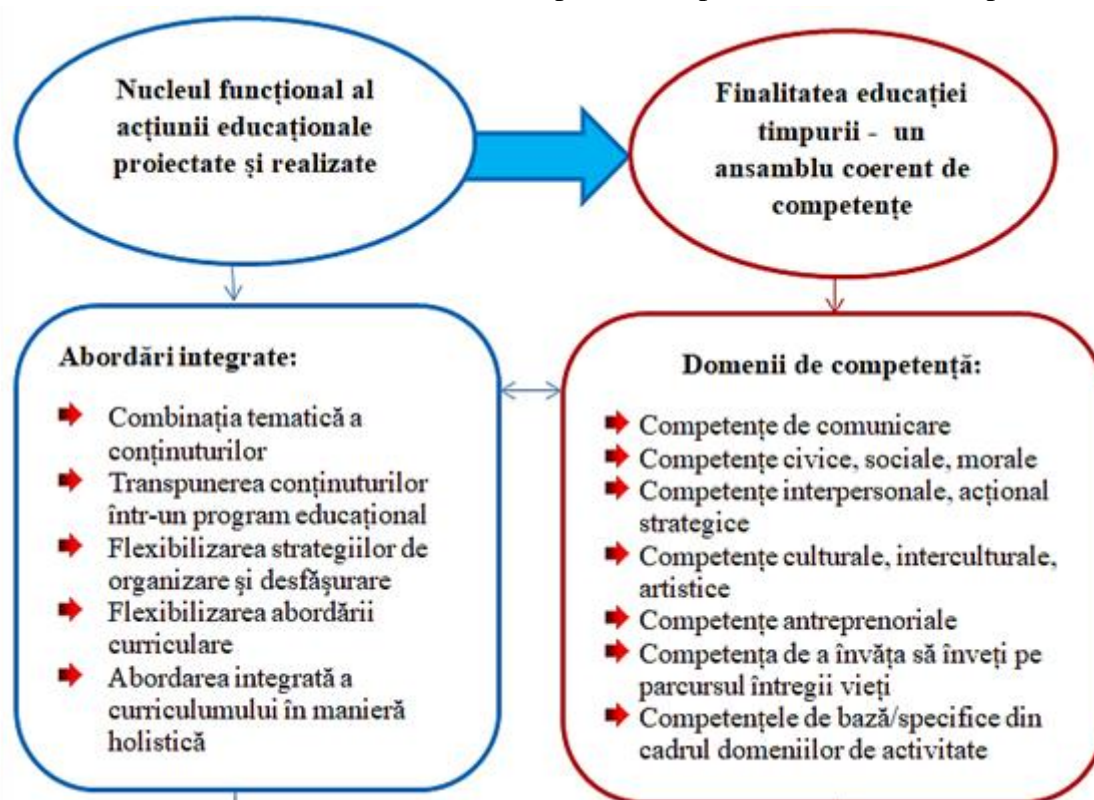 Nucleul funcțional al
acțiunii educaționale
proiectate și realizate
Finalitatea educației
timpurii - un
ansamblu coerent de
competențe
Abordări integrate:
Combinația tematică a
conținuturilor
Transpunerea conținuturilor
într-un program educațional
Flexibilizarea strategiilor de
organizare și desfășurare
Flexibilizarea abordării
curriculare
Abordarea integrată a
curriculumului în manieră
holistică
Domenii de competență:
Competențe de comunicare
Competențe civice, sociale, morale
Competențe interpersonale, acțional
strategice
Competențe culturale, interculturale,
artistice
Competențe antreprenoriale
Competența de a învăța să înveți pe
parcursul întregii vieți
Competențele de bază/specifice din
cadrul domeniilor de activitate